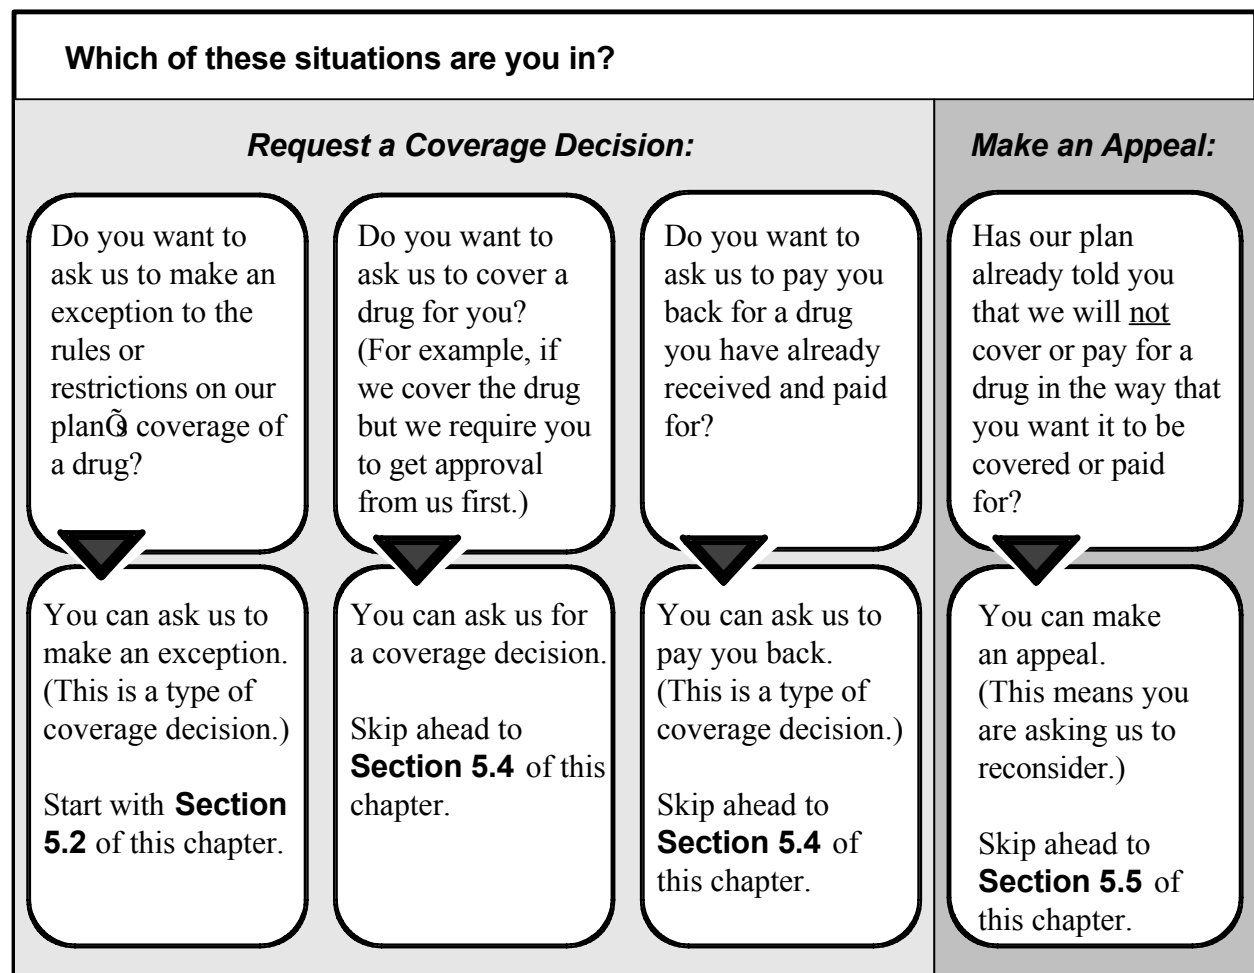 Which of these situations are you in?
Request a Coverage Decision:
Make an Appeal:
Do you want to
ask us to make an
exception to the
rules or
restrictions on our
planÕs coverage of
a drug?
Do you want to
ask us to cover a
drug for you?
(For example, if
we cover the drug
but we require you
to get approval
from us first.)
Do you want to
ask us to pay you
back for a drug
you have already
received and paid
for?
Has our plan
already told you
that we will not
cover or pay for a
drug in the way that
you want it to be
covered or paid
for?
You can ask us to
make an exception.
(This is a type of
coverage decision.)
Start with Section
5.2 of this chapter.
You can ask us for
a coverage decision.
Skip ahead to
Section 5.4 of this
chapter.
You can ask us to
pay you back.
(This is a type of
coverage decision.)
Skip ahead to
Section 5.4 of
this chapter.
You can make
an appeal.
(This means you
are asking us to
reconsider.)
Skip ahead to
Section 5.5 of
this chapter.